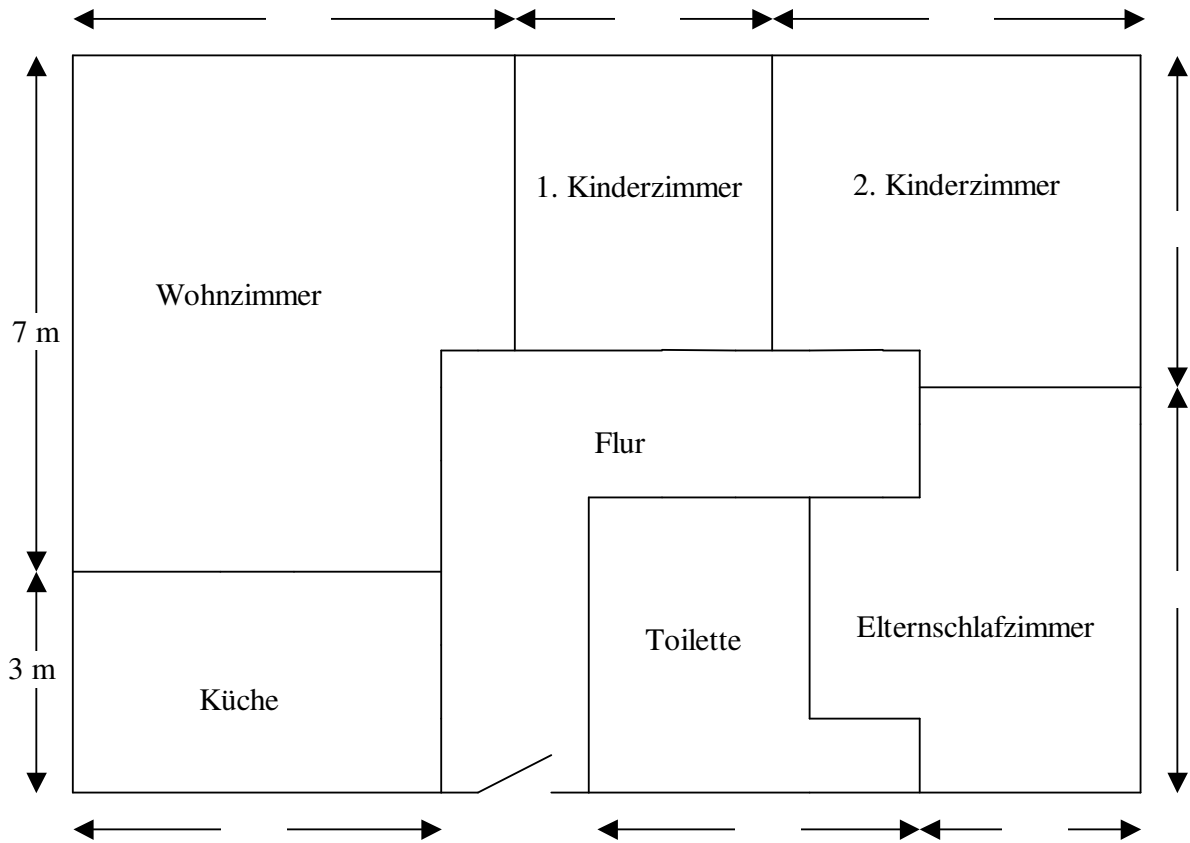 1. Kinderzimmer
2. Kinderzimmer
Wohnzimmer
7 m
Flur
Elternschlafzimmer
Toilette
3 m
Küche